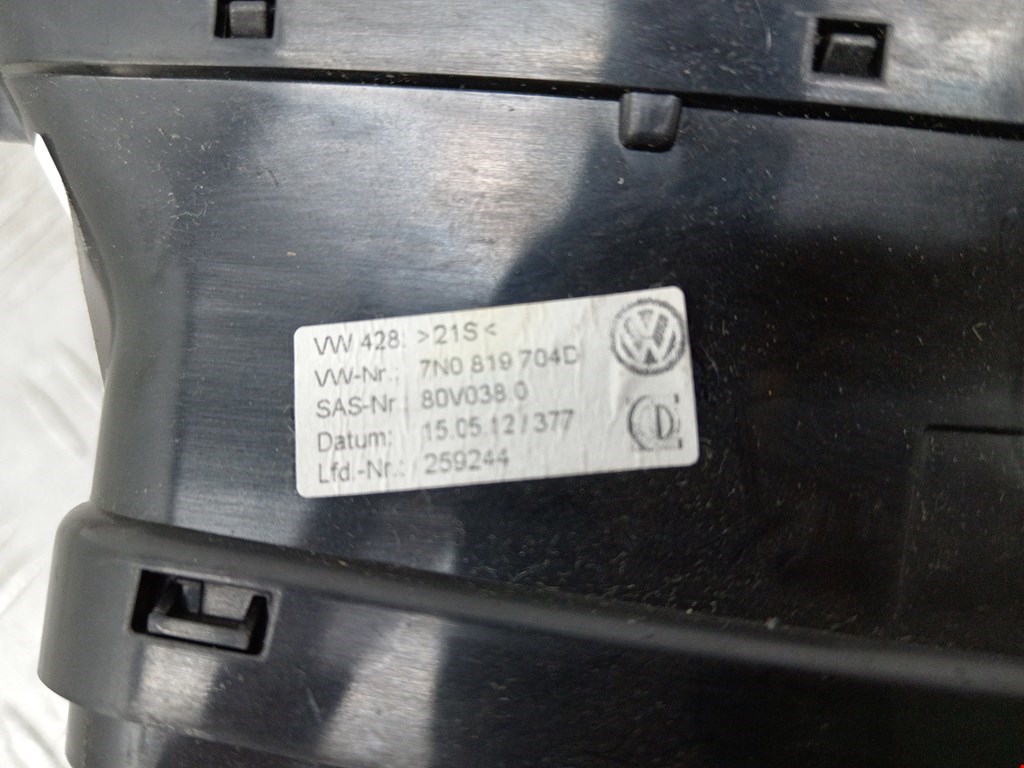 VW 428: >21S<
VW-Nr.: 7N0 819 704D
SAS-Nr.: 80V038.0
Datum: 15.05.12 / 377
Lfd.-Nr.: 259244